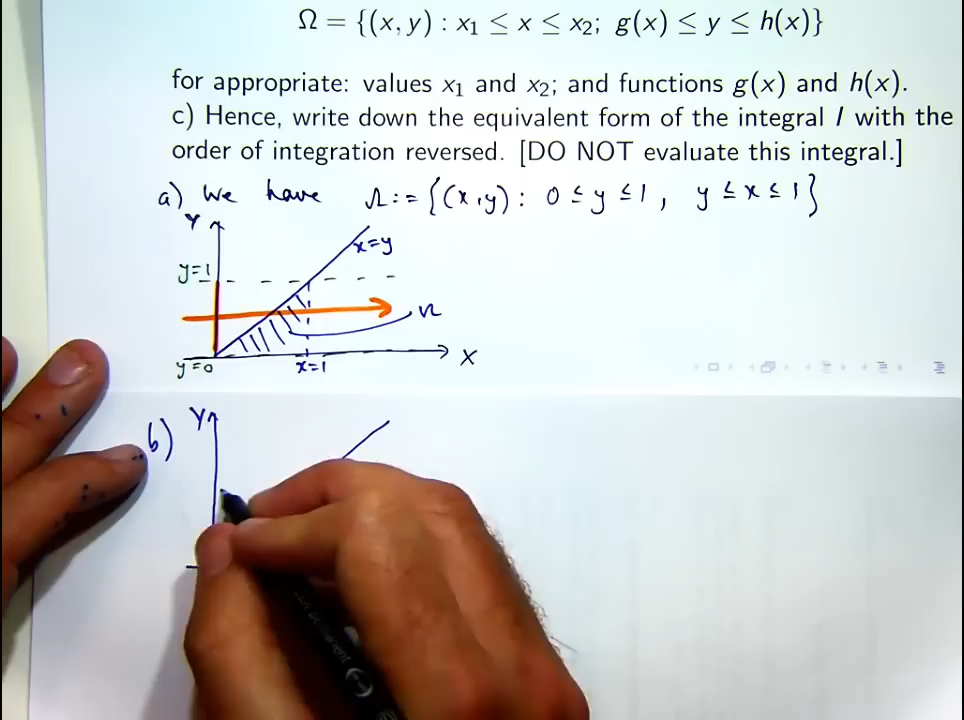 Ω = {(x, y) : x₁ ≤ x ≤ x₂; g(x) ≤ y ≤ h(x)}
for appropriate: values x₁ and x₂; and functions g(x) and h(x).
c) Hence, write down the equivalent form of the integral I with the
order of integration reversed. [DO NOT evaluate this integral.]
a) We have Ω := {(x,y) : 0 ≤ y ≤ 1, y ≤ x ≤ 1}
Y
x=y
y=1
Ω
X
y=0
x=1
b)
Y